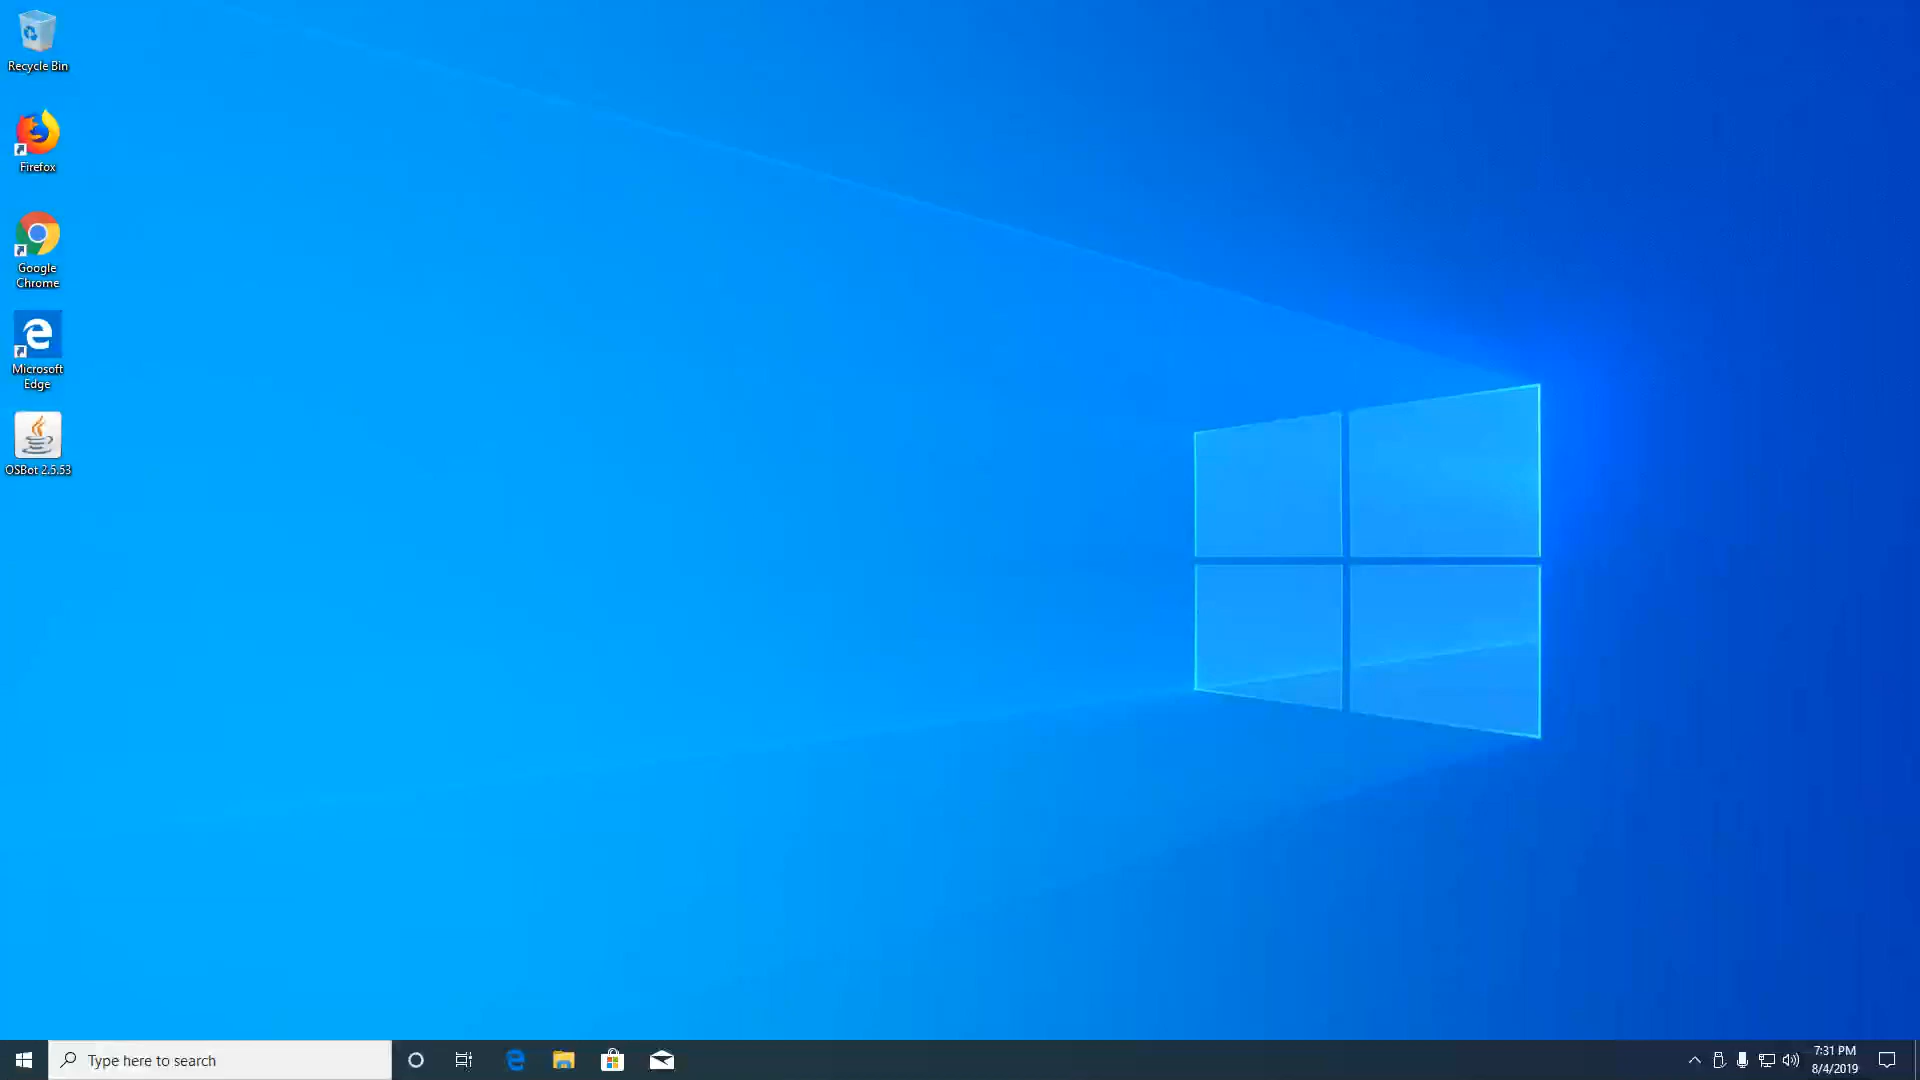 Recycle Bin
Firefox
Google
Chrome
Microsoft
Edge
OSBot 2.5.53
Type here to search
7:31 PM
8/4/2019